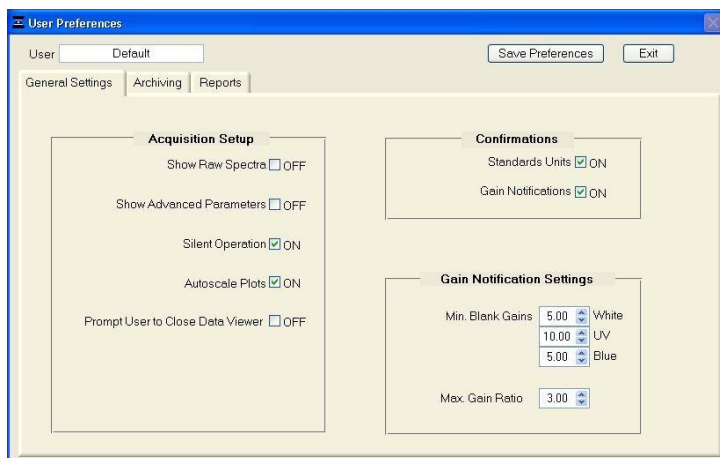 User Preferences
User Default Save Preferences Exit
General Settings Archiving Reports
Acquisition Setup
Show Raw Spectra OFF
Show Advanced Parameters OFF
Silent Operation ON
Autoscale Plots ON
Prompt User to Close Data Viewer OFF
Confirmations
Standards Units ON
Gain Notifications ON
Gain Notification Settings
Min. Blank Gains 5.00 White
10.00 UV
5.00 Blue
Max. Gain Ratio 3.00